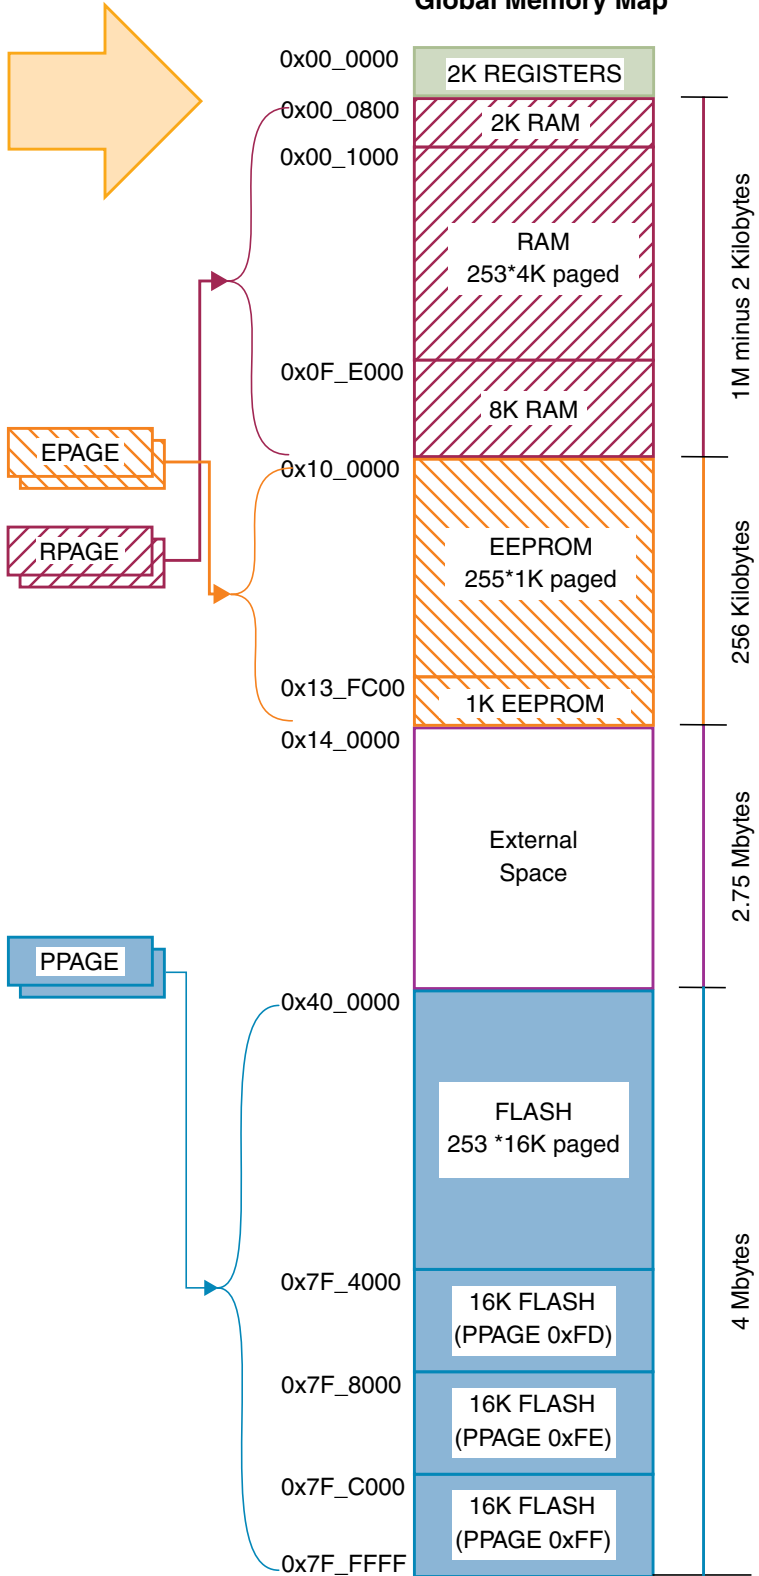 Global Memory Map
0x00_0000
2K REGISTERS
0x00_0800
2K RAM
0x00_1000
RAM
253*4K paged
1M minus 2 Kilobytes
0x0F_E000
8K RAM
EPAGE
0x10_0000
RPAGE
EEPROM
255*1K paged
256 Kilobytes
0x13_FC00
1K EEPROM
0x14_0000
External
Space
2.75 Mbytes
PPAGE
0x40_0000
FLASH
253 *16K paged
0x7F_4000
16K FLASH
(PPAGE 0xFD)
4 Mbytes
0x7F_8000
16K FLASH
(PPAGE 0xFE)
0x7F_C000
16K FLASH
(PPAGE 0xFF)
0x7F_FFFF